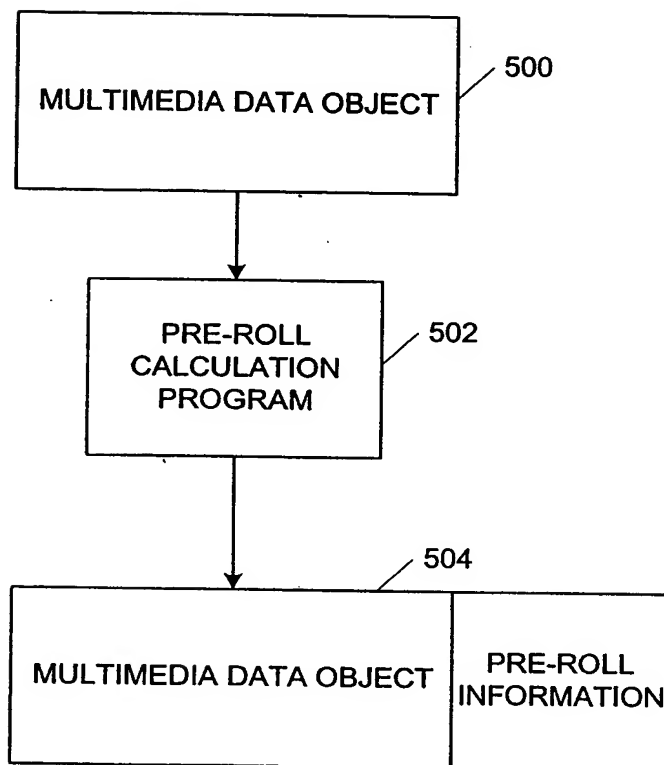 MULTIMEDIA DATA OBJECT
500
PRE-ROLL
CALCULATION
PROGRAM
502
504
MULTIMEDIA DATA OBJECT
PRE-ROLL
INFORMATION